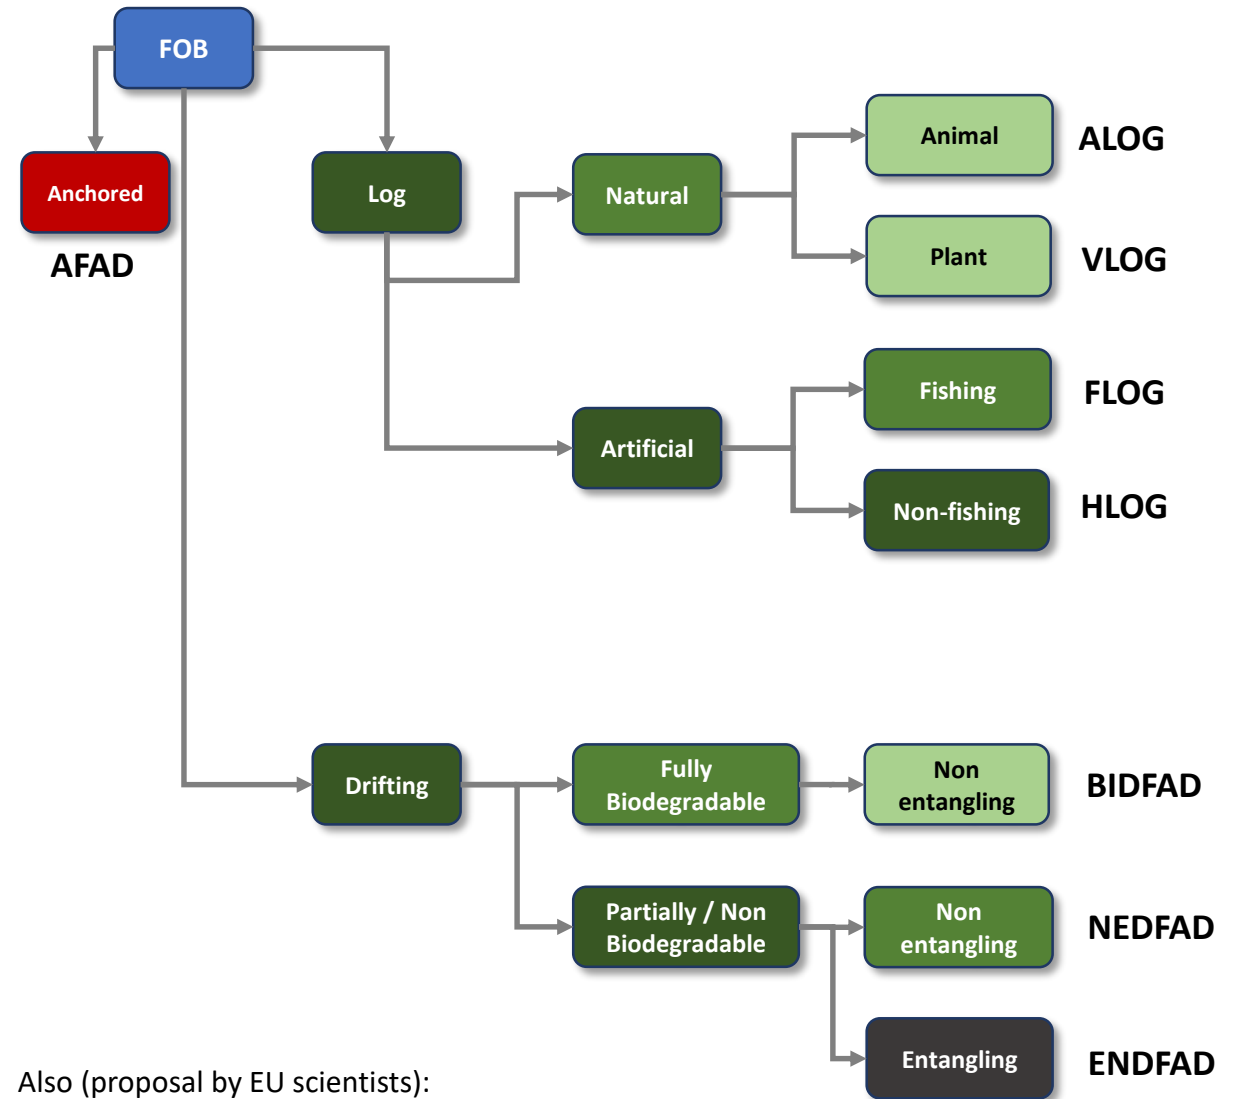 FOB
Anchored
AFAD
Log
Natural
Animal
ALOG
Plant
VLOG
Artificial
Fishing
FLOG
Non-fishing
HLOG
Drifting
Fully
Biodegradable
Non
entangling
BIDFAD
Partially / Non
Biodegradable
Non
entangling
NEDFAD
Entangling
ENDFAD
Also (proposal by EU scientists):